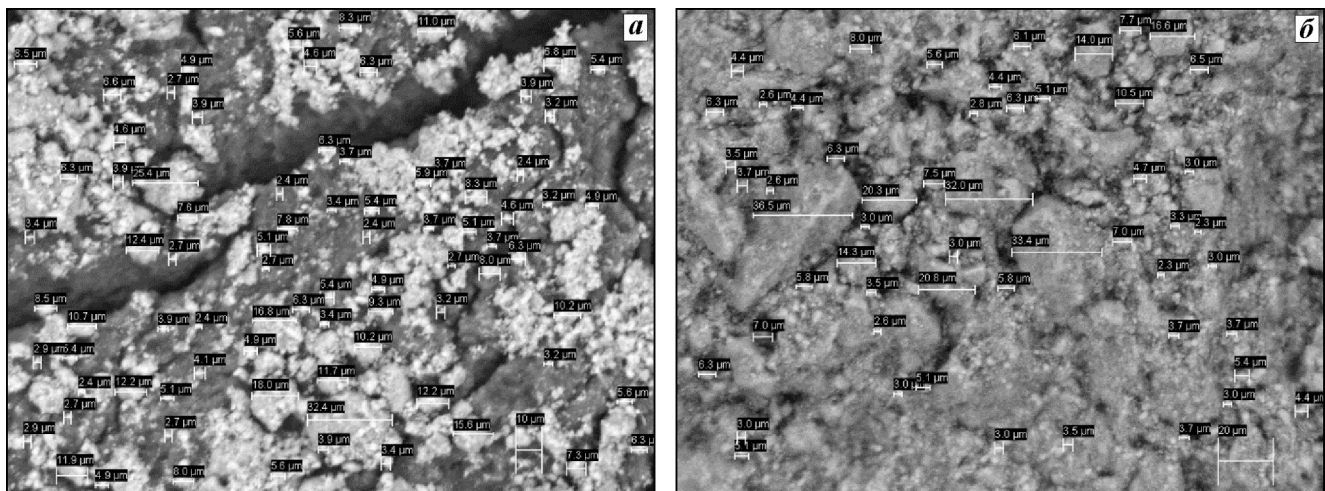 a
8.3 µm
11.0 µm
5.6 µm
8.5 µm
4.9 µm
4.6 µm
6.3 µm
6.8 µm
5.4 µm
6.6 µm
2.7 µm
3.9 µm
3.9 µm
3.2 µm
4.6 µm
6.3 µm
3.7 µm
6.3 µm
3.9 µm
25.4 µm
2.4 µm
5.9 µm
3.7 µm
8.3 µm
2.4 µm
3.2 µm
4.9 µm
7.6 µm
3.4 µm
5.4 µm
4.6 µm
3.4 µm
7.8 µm
2.4 µm
3.7 µm
5.1 µm
3.7 µm
6.3 µm
12.4 µm
2.7 µm
5.1 µm
2.7 µm
2.7 µm
8.0 µm
4.9 µm
5.4 µm
8.5 µm
6.3 µm
9.3 µm
3.2 µm
10.2 µm
10.7 µm
3.9 µm
2.4 µm
16.8 µm
3.4 µm
4.9 µm
10.2 µm
2.9 µm
3.2 µm
4.1 µm
11.7 µm
2.4 µm
12.2 µm
5.1 µm
18.0 µm
12.2 µm
5.6 µm
2.7 µm
32.4 µm
15.6 µm
10 µm
2.9 µm
2.7 µm
3.9 µm
3.4 µm
6.3 µ
11.9 µm
4.9 µm
8.0 µm
5.6 µm
7.3 µm
б
7.7 µm
16.6 µm
8.0 µm
6.1 µm
14.0 µm
4.4 µm
5.6 µm
6.5 µm
4.4 µm
2.6 µm
4.4 µm
5.1 µm
10.5 µm
6.3 µm
2.8 µm
6.3 µm
6.3 µm
3.5 µm
3.7 µm
2.6 µm
7.5 µm
4.7 µm
3.0 µm
36.5 µm
20.3 µm
32.0 µm
3.0 µm
3.3 µm
2.3 µm
14.3 µm
3.0 µm
33.4 µm
7.0 µm
2.3 µm
3.0 µm
5.8 µm
3.5 µm
20.8 µm
5.8 µm
7.0 µm
2.6 µm
3.7 µm
3.7 µm
6.3 µm
3.0 µm
5.1 µm
5.4 µm
3.0 µm
4.4 µm
3.0 µm
5.1 µm
3.0 µm
3.5 µm
3.7 µm
20 µm